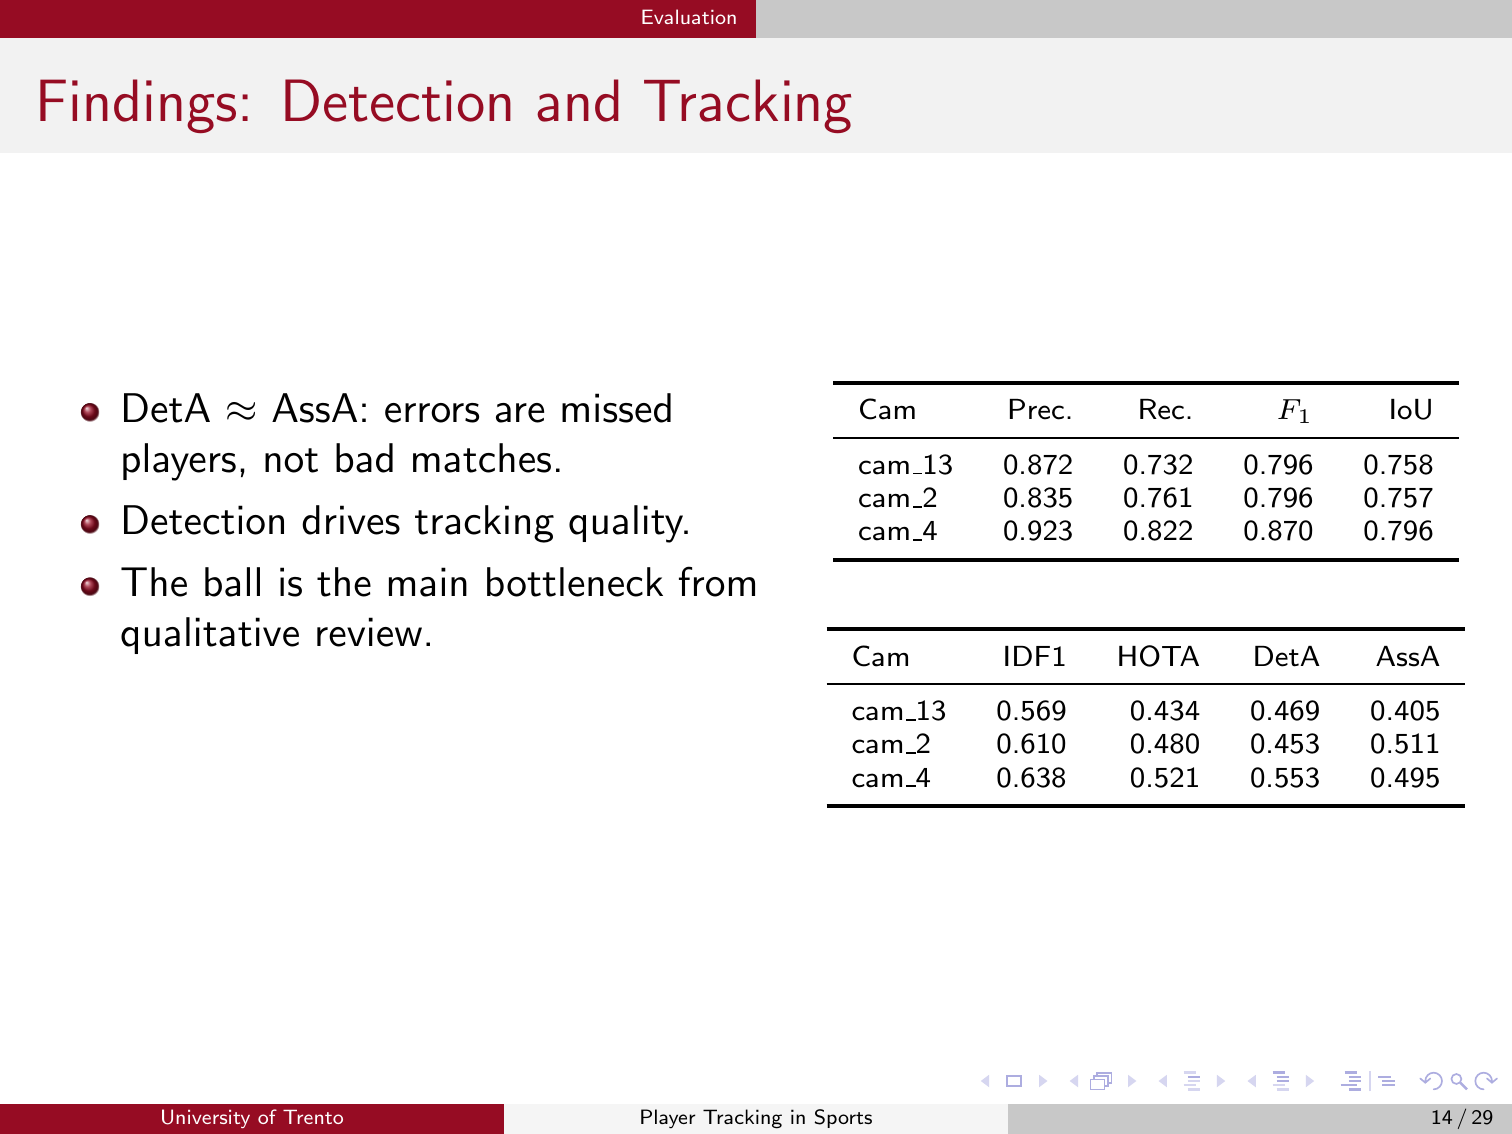 Evaluation
Findings: Detection and Tracking
DetA ≈ AssA: errors are missed
players, not bad matches.
Detection drives tracking quality.
The ball is the main bottleneck from
qualitative review.
Cam Prec. Rec. F₁ IoU
cam_13 0.872 0.732 0.796 0.758
cam_2 0.835 0.761 0.796 0.757
cam_4 0.923 0.822 0.870 0.796
Cam IDF1 HOTA DetA AssA
cam_13 0.569 0.434 0.469 0.405
cam_2 0.610 0.480 0.453 0.511
cam_4 0.638 0.521 0.553 0.495
University of Trento Player Tracking in Sports 14 / 29